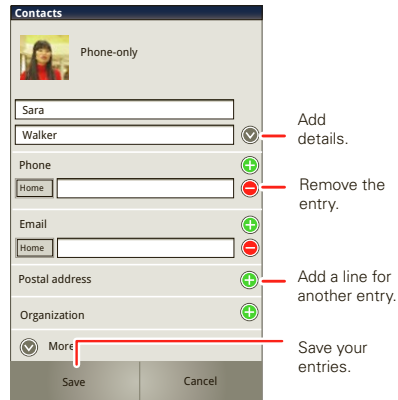 Contacts
Phone-only
Sara
Walker
Add
details.
Phone
Home
Remove the
entry.
Email
Home
Postal address
Add a line for
another entry.
Organization
More
Save your
entries.
Save
Cancel